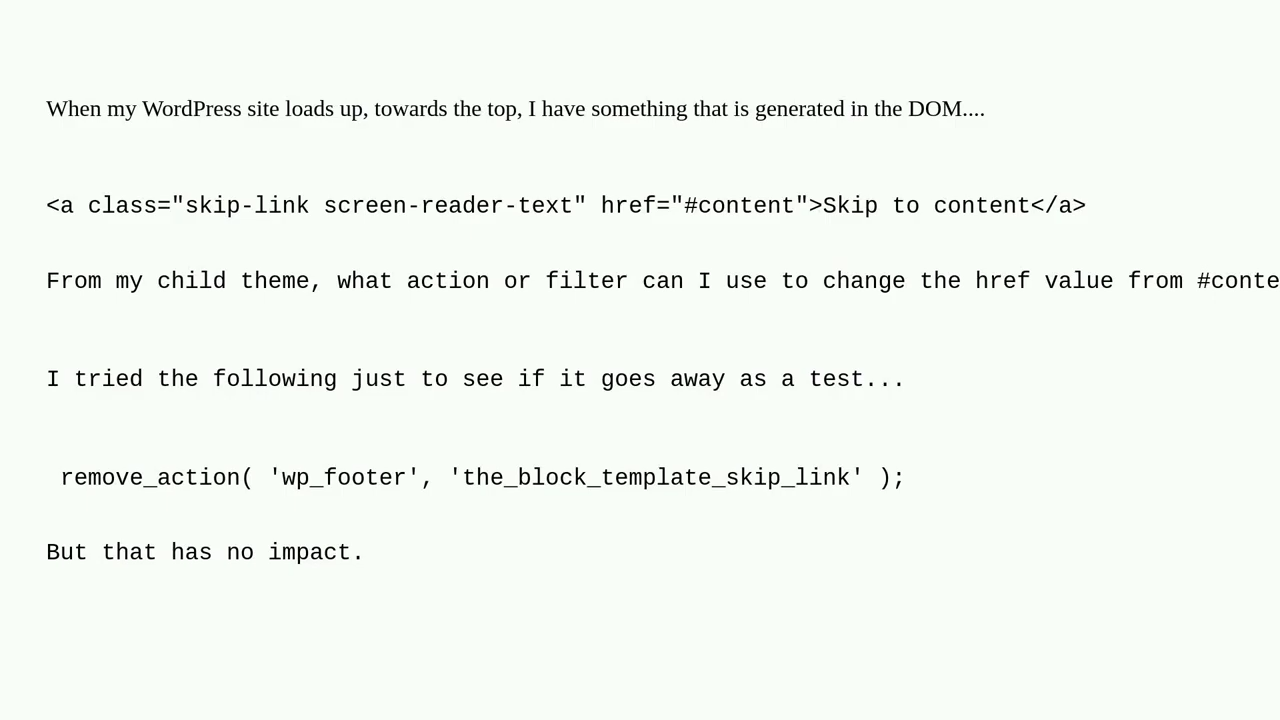 When my WordPress site loads up, towards the top, I have something that is generated in the DOM....
<a class="skip-link screen-reader-text" href="#content">Skip to content</a>
From my child theme, what action or filter can I use to change the href value from #conte
I tried the following just to see if it goes away as a test...
remove_action( 'wp_footer', 'the_block_template_skip_link' );
But that has no impact.